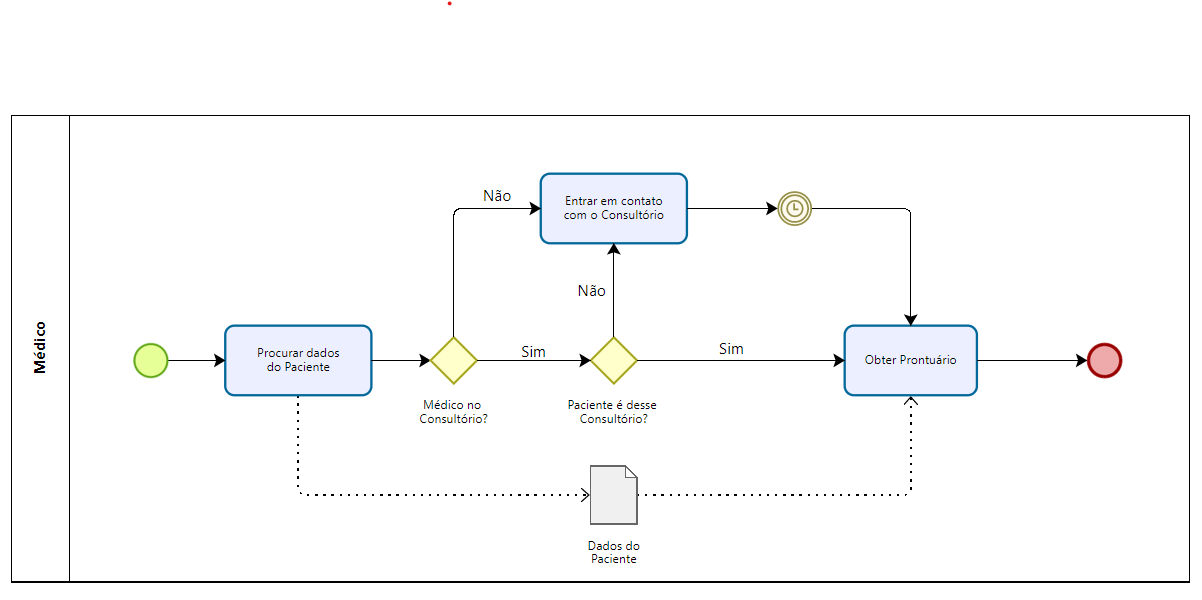 Médico
Não
Entrar em contato
com o Consultório
Não
Procurar dados
do Paciente
Sim
Sim
Obter Prontuário
Médico no
Consultório?
Paciente é desse
Consultório?
Dados do
Paciente